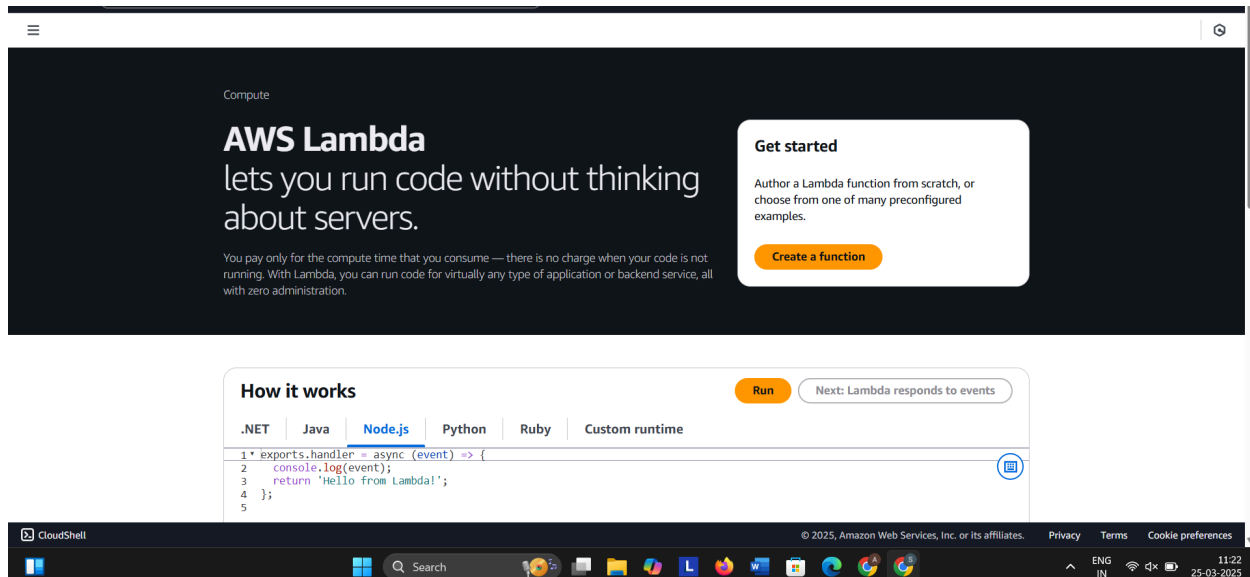 Compute
AWS Lambda
lets you run code without thinking
about servers.
You pay only for the compute time that you consume — there is no charge when your code is not
running. With Lambda, you can run code for virtually any type of application or backend service, all
with zero administration.
Get started
Author a Lambda function from scratch, or
choose from one of many preconfigured
examples.
Create a function
How it works
Run
Next: Lambda responds to events
.NET Java Node.js Python Ruby Custom runtime
1 exports.handler = async (event) => {
2 console.log(event);
3 return 'Hello from Lambda!';
4 };
5
CloudShell
© 2025, Amazon Web Services, Inc. or its affiliates. Privacy Terms Cookie preferences
Search
L
W
A
S
ENG
IN
11:22
25-03-2025